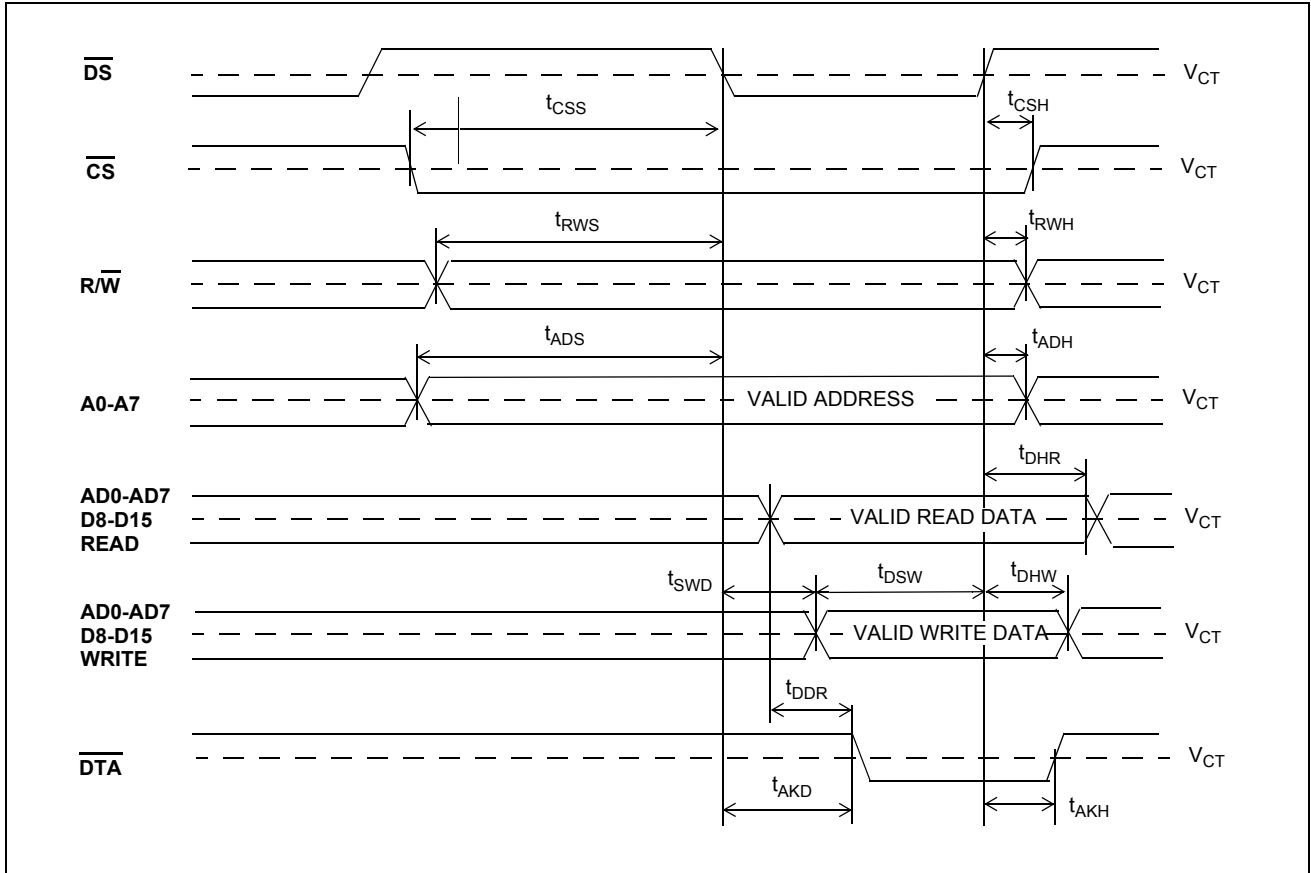 DS
V_CT
t_CSS
t_CSH
CS
V_CT
t_RWS
t_RWH
R/W
V_CT
t_ADS
t_ADH
A0-A7
VALID ADDRESS
V_CT
t_DHR
AD0-AD7
D8-D15
READ
VALID READ DATA
V_CT
t_SWD
t_DSW
t_DHW
AD0-AD7
D8-D15
WRITE
VALID WRITE DATA
V_CT
t_DDR
DTA
V_CT
t_AKD
t_AKH